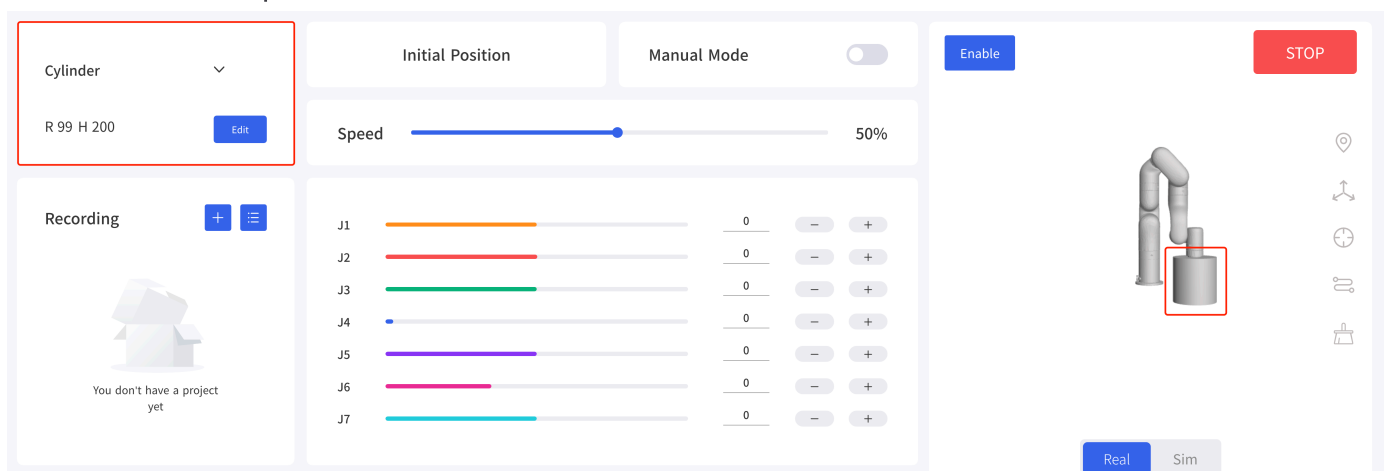 Cylinder
R 99 H 200
Edit
Initial Position
Manual Mode
Speed
50%
Enable
STOP
Recording
You don't have a project
yet
J1 0 − +
J2 0 − +
J3 0 − +
J4 0 − +
J5 0 − +
J6 0 − +
J7 0 − +
Real Sim